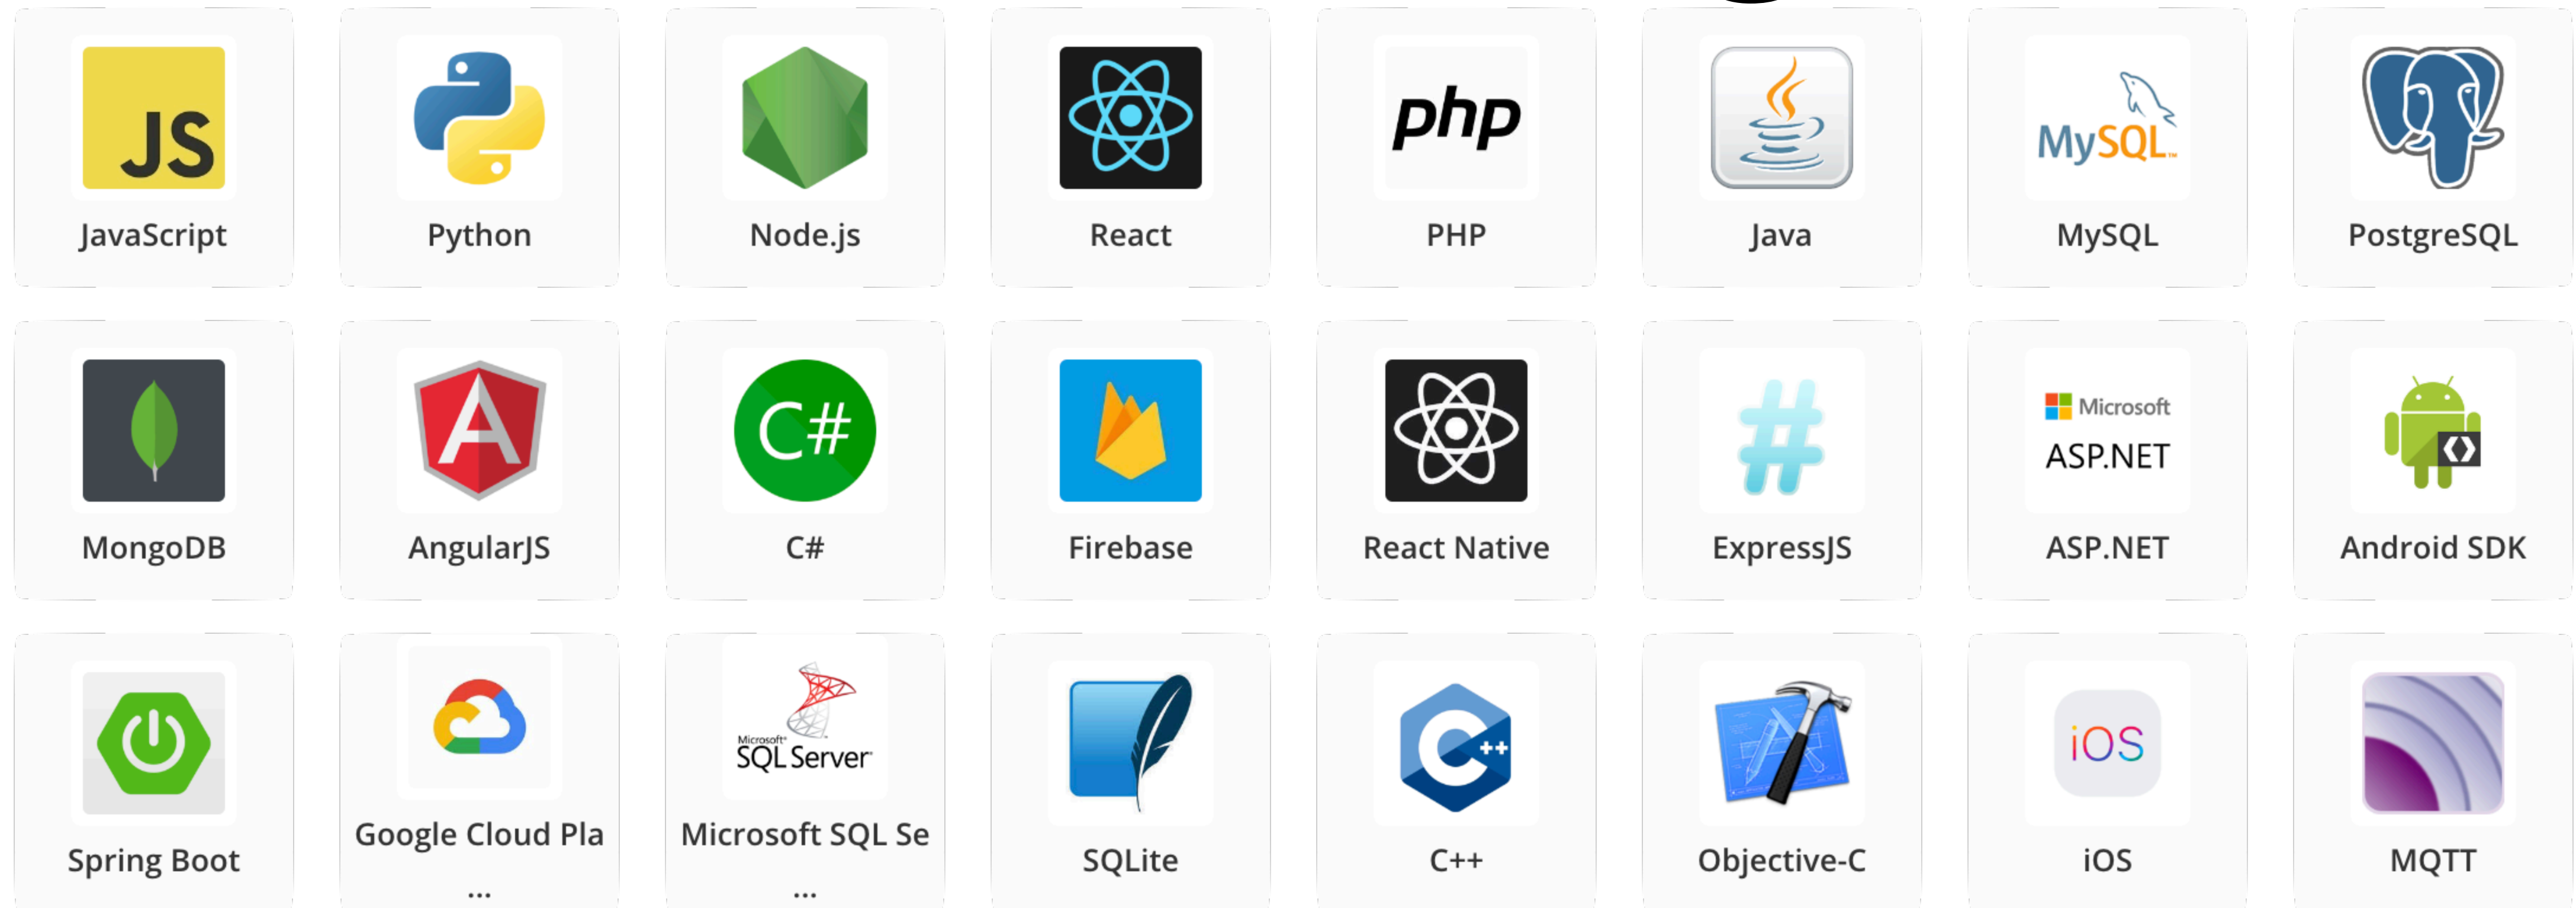 JS
JavaScript
Python
Node.js
React
php
PHP
Java
MySQL™
MySQL
PostgreSQL
MongoDB
AngularJS
C#
C#
Firebase
React Native
#
ExpressJS
Microsoft
ASP.NET
ASP.NET
Android SDK
Spring Boot
Google Cloud Pla
...
Microsoft®
SQL Server®
Microsoft SQL Se
...
SQLite
C++
C++
Objective-C
iOS
iOS
MQTT